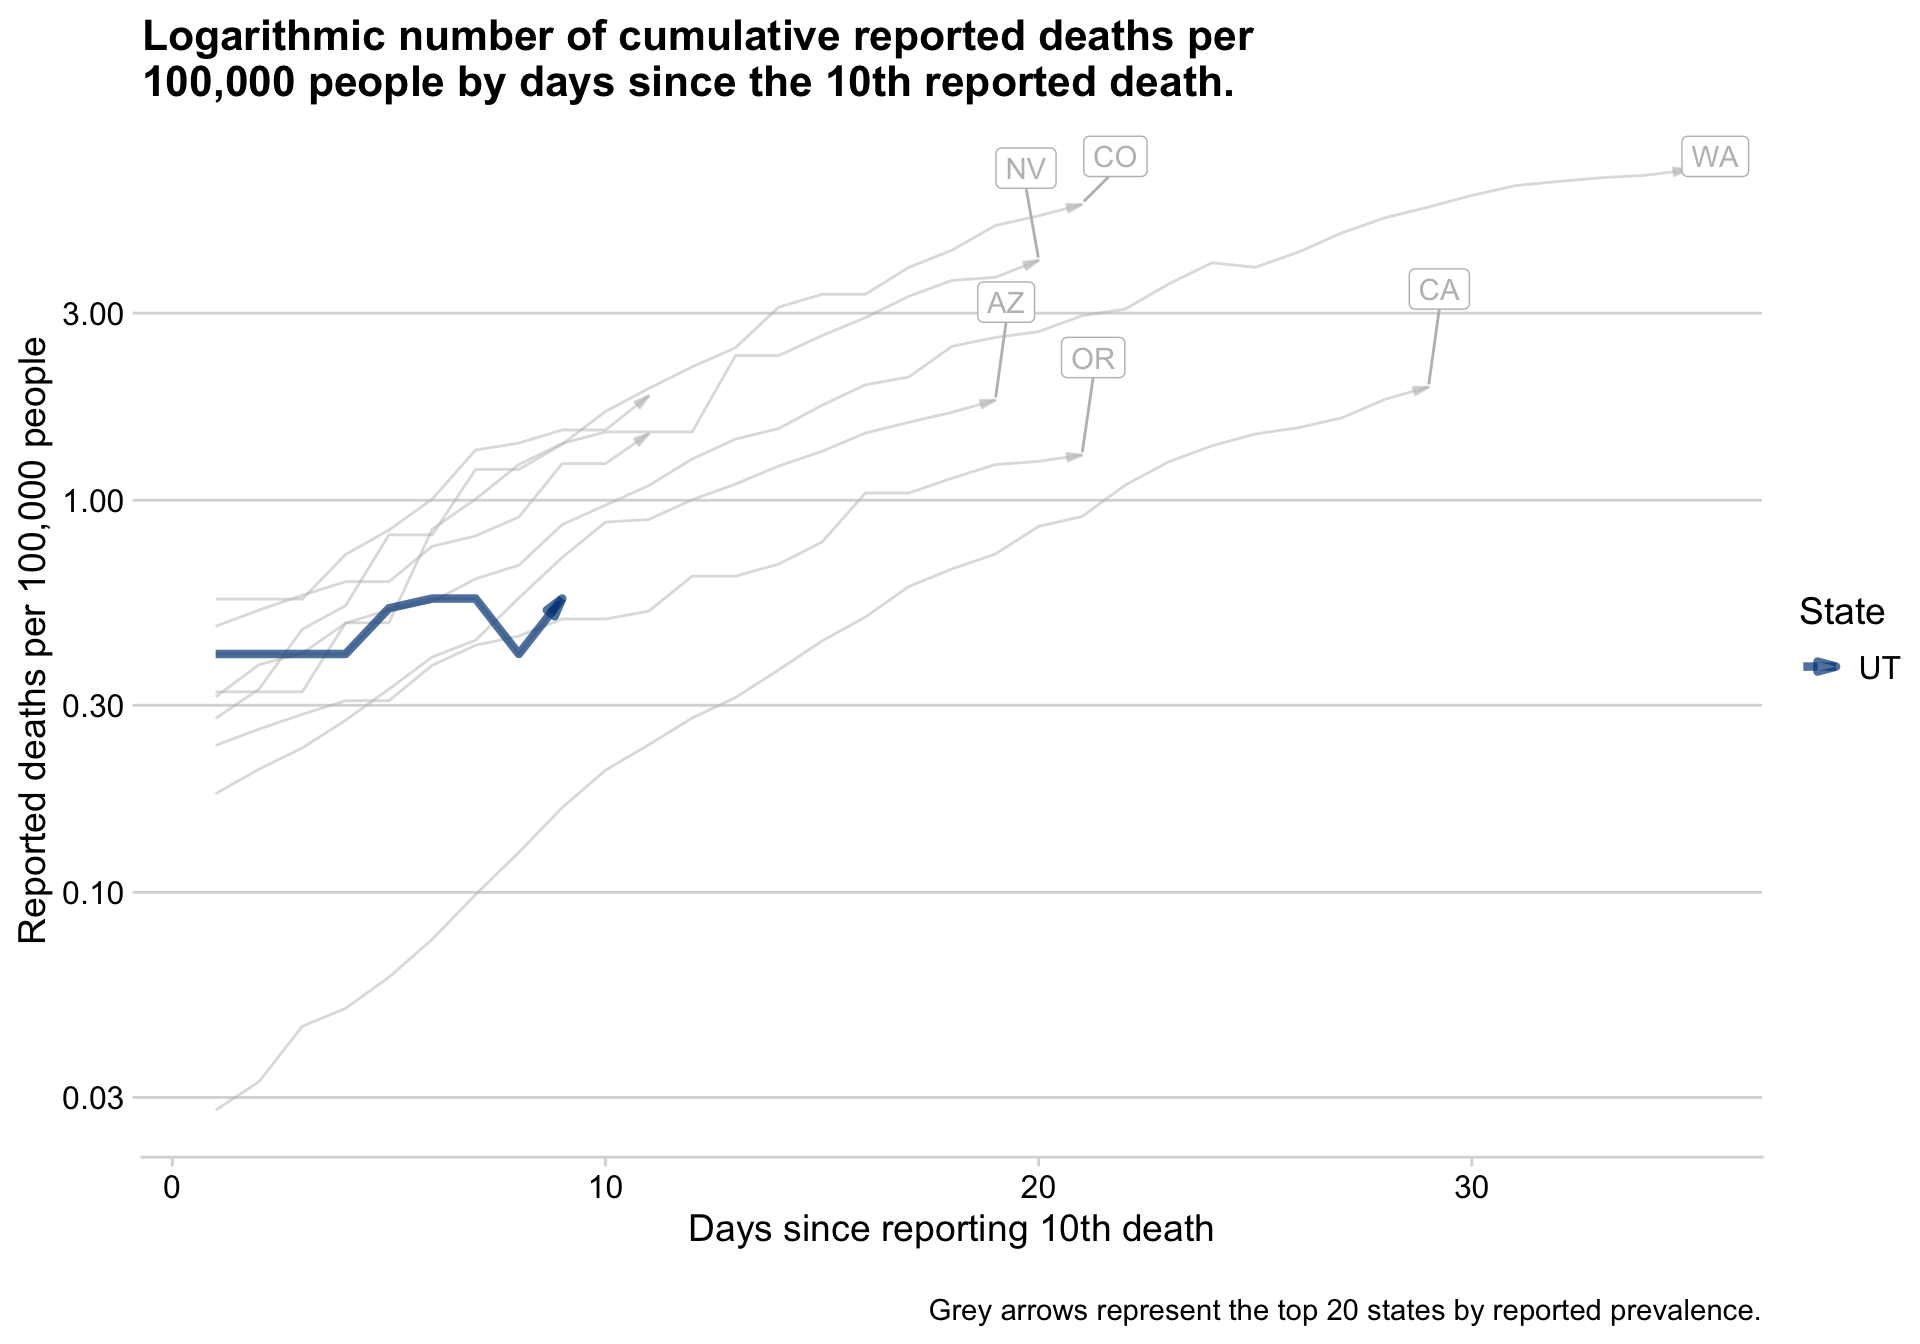 Logarithmic number of cumulative reported deaths per
100,000 people by days since the 10th reported death.
NV
CO
WA
CA
AZ
OR
3.00
1.00
0.30
0.10
0.03
Reported deaths per 100,000 people
0
10
20
30
Days since reporting 10th death
State
UT
Grey arrows represent the top 20 states by reported prevalence.